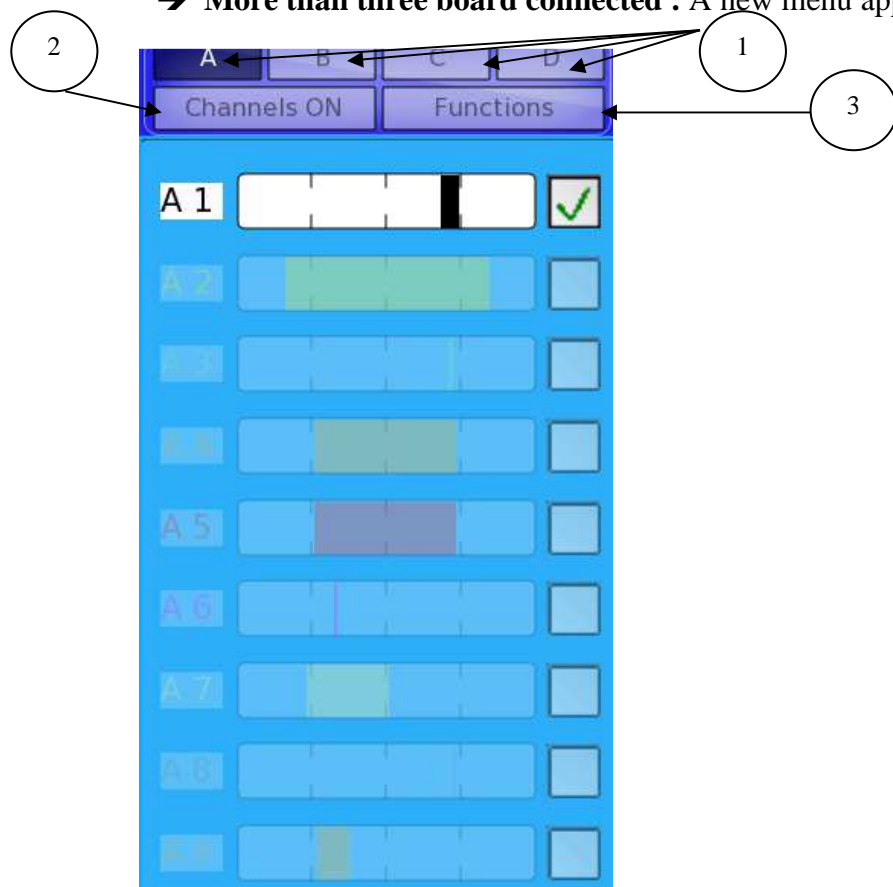 → More than three board connected : A new menu app
2 1
A B C D
Channels ON Functions 3
A 1
A 2
A 3
A 5
A 6
A 7
A 8